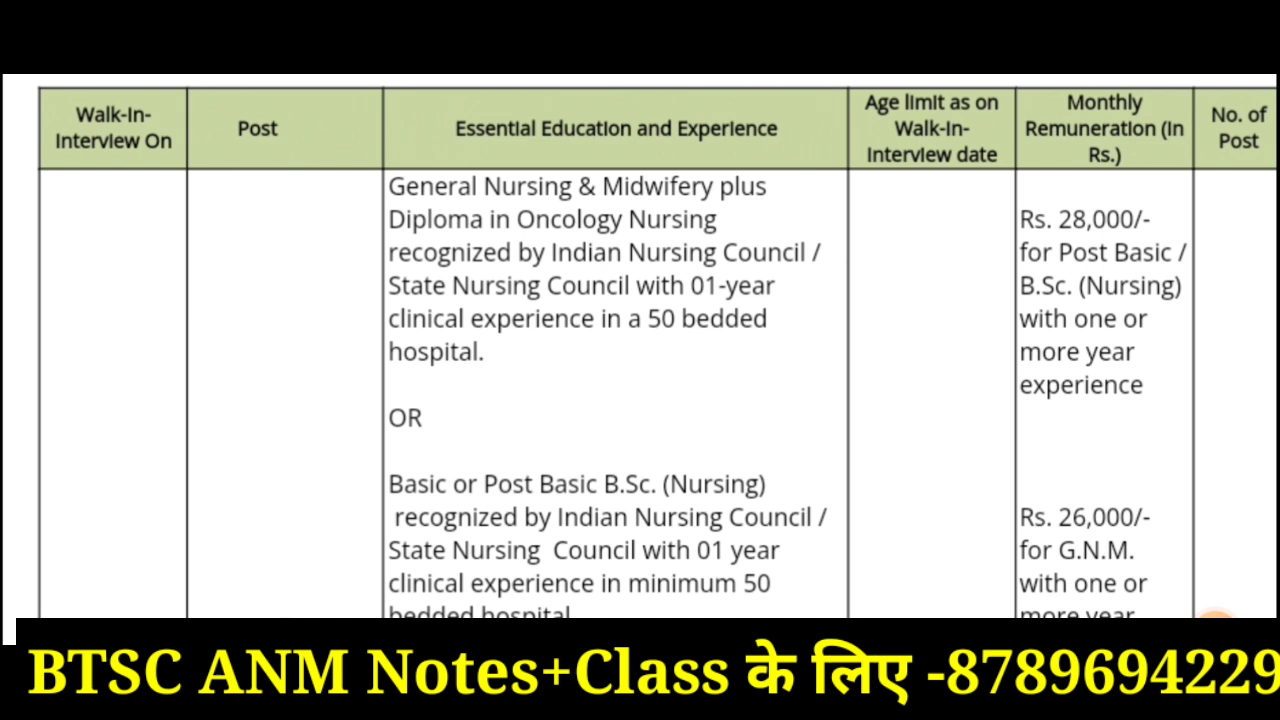 Walk-In-
Interview On
Post
Essential Education and Experience
Age limit as on
Walk-In-
Interview date
Monthly
Remuneration (In
Rs.)
No. of
Post
General Nursing & Midwifery plus
Diploma in Oncology Nursing
recognized by Indian Nursing Council /
State Nursing Council with 01-year
clinical experience in a 50 bedded
hospital.
OR
Basic or Post Basic B.Sc. (Nursing)
recognized by Indian Nursing Council /
State Nursing Council with 01 year
clinical experience in minimum 50
bedded hospital
Rs. 28,000/-
for Post Basic /
B.Sc. (Nursing)
with one or
more year
experience
Rs. 26,000/-
for G.N.M.
with one or
more year
BTSC ANM Notes+Class के लिए -8789694229